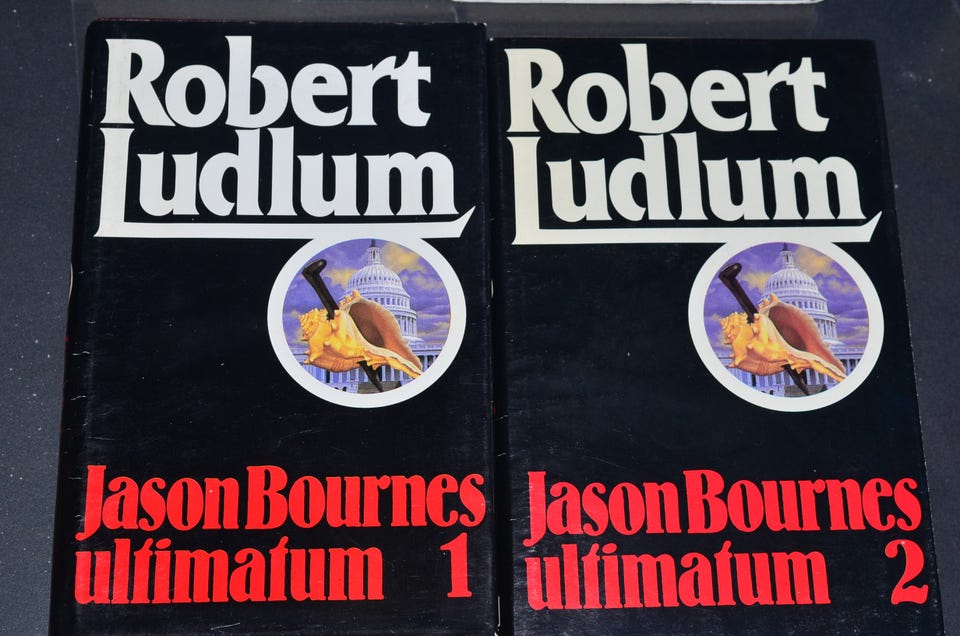 Robert
Ludlum
Jason Bournes
ultimatum 1
Robert
Ludlum
Jason Bournes
ultimatum 2